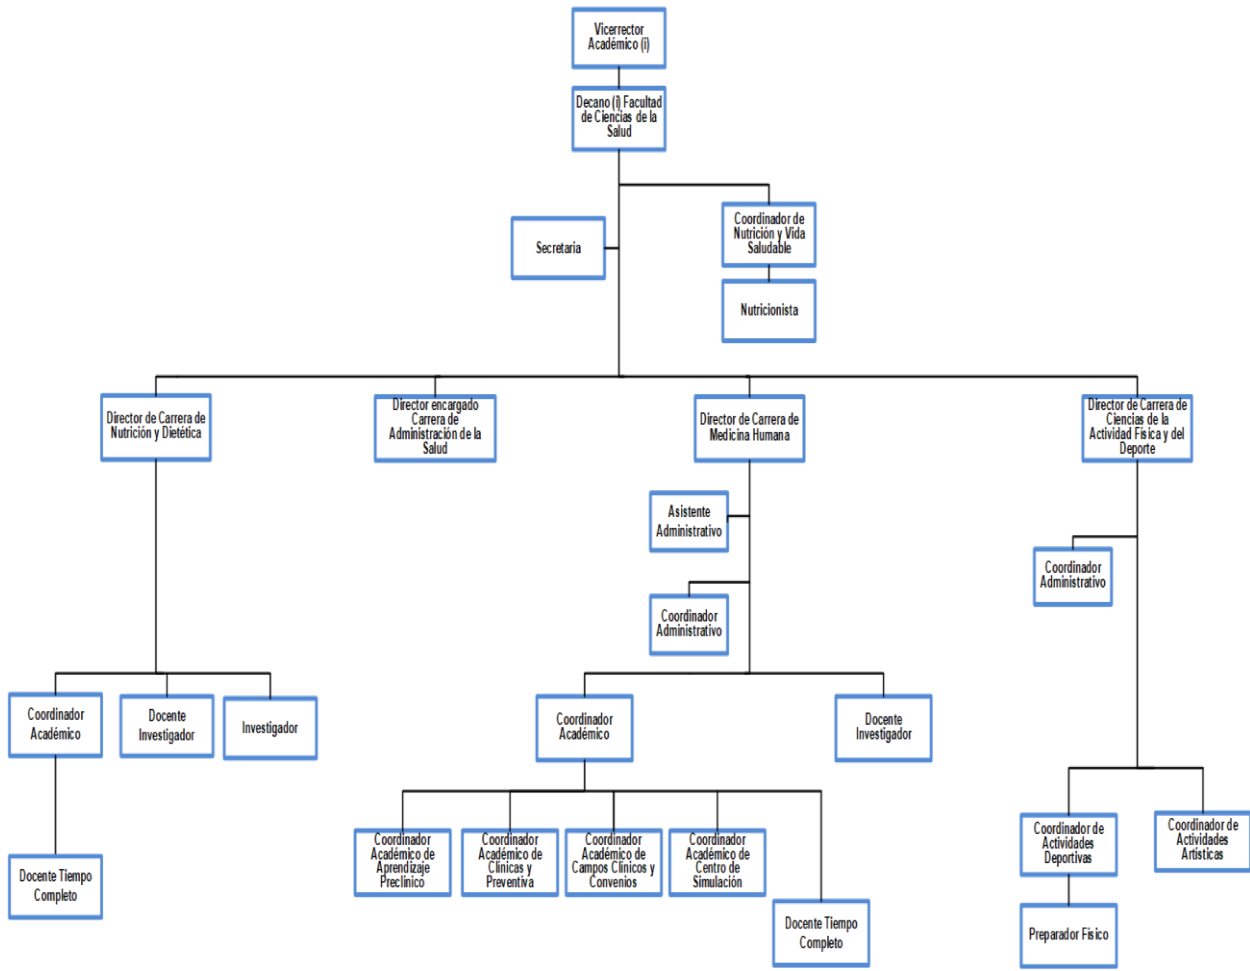 Vicerrector
Académico (i)
Decano (i) Facultad
de Ciencias de la
Salud
Secretaria
Coordinador de
Nutrición y Vida
Saludable
Nutricionista
Director de Carrera de
Nutrición y Dietética
Director encargado
Carrera de
Administración de la
Salud
Director de Carrera de
Medicina Humana
Director de Carrera de
Ciencias de la
Actividad Física y del
Deporte
Asistente
Administrativo
Coordinador
Administrativo
Coordinador
Administrativo
Coordinador
Académico
Docente
Investigador
Investigador
Coordinador
Académico
Docente
Investigador
Docente Tiempo
Completo
Coordinador
Académico de
Aprendizaje
Preclínico
Coordinador
Académico de
Clínicas y
Preventiva
Coordinador
Académico de
Campos Clínicos y
Convenios
Coordinador
Académico de
Centro de
Simulación
Docente Tiempo
Completo
Coordinador de
Actividades
Deportivas
Coordinador de
Actividades
Artísticas
Preparador Físico